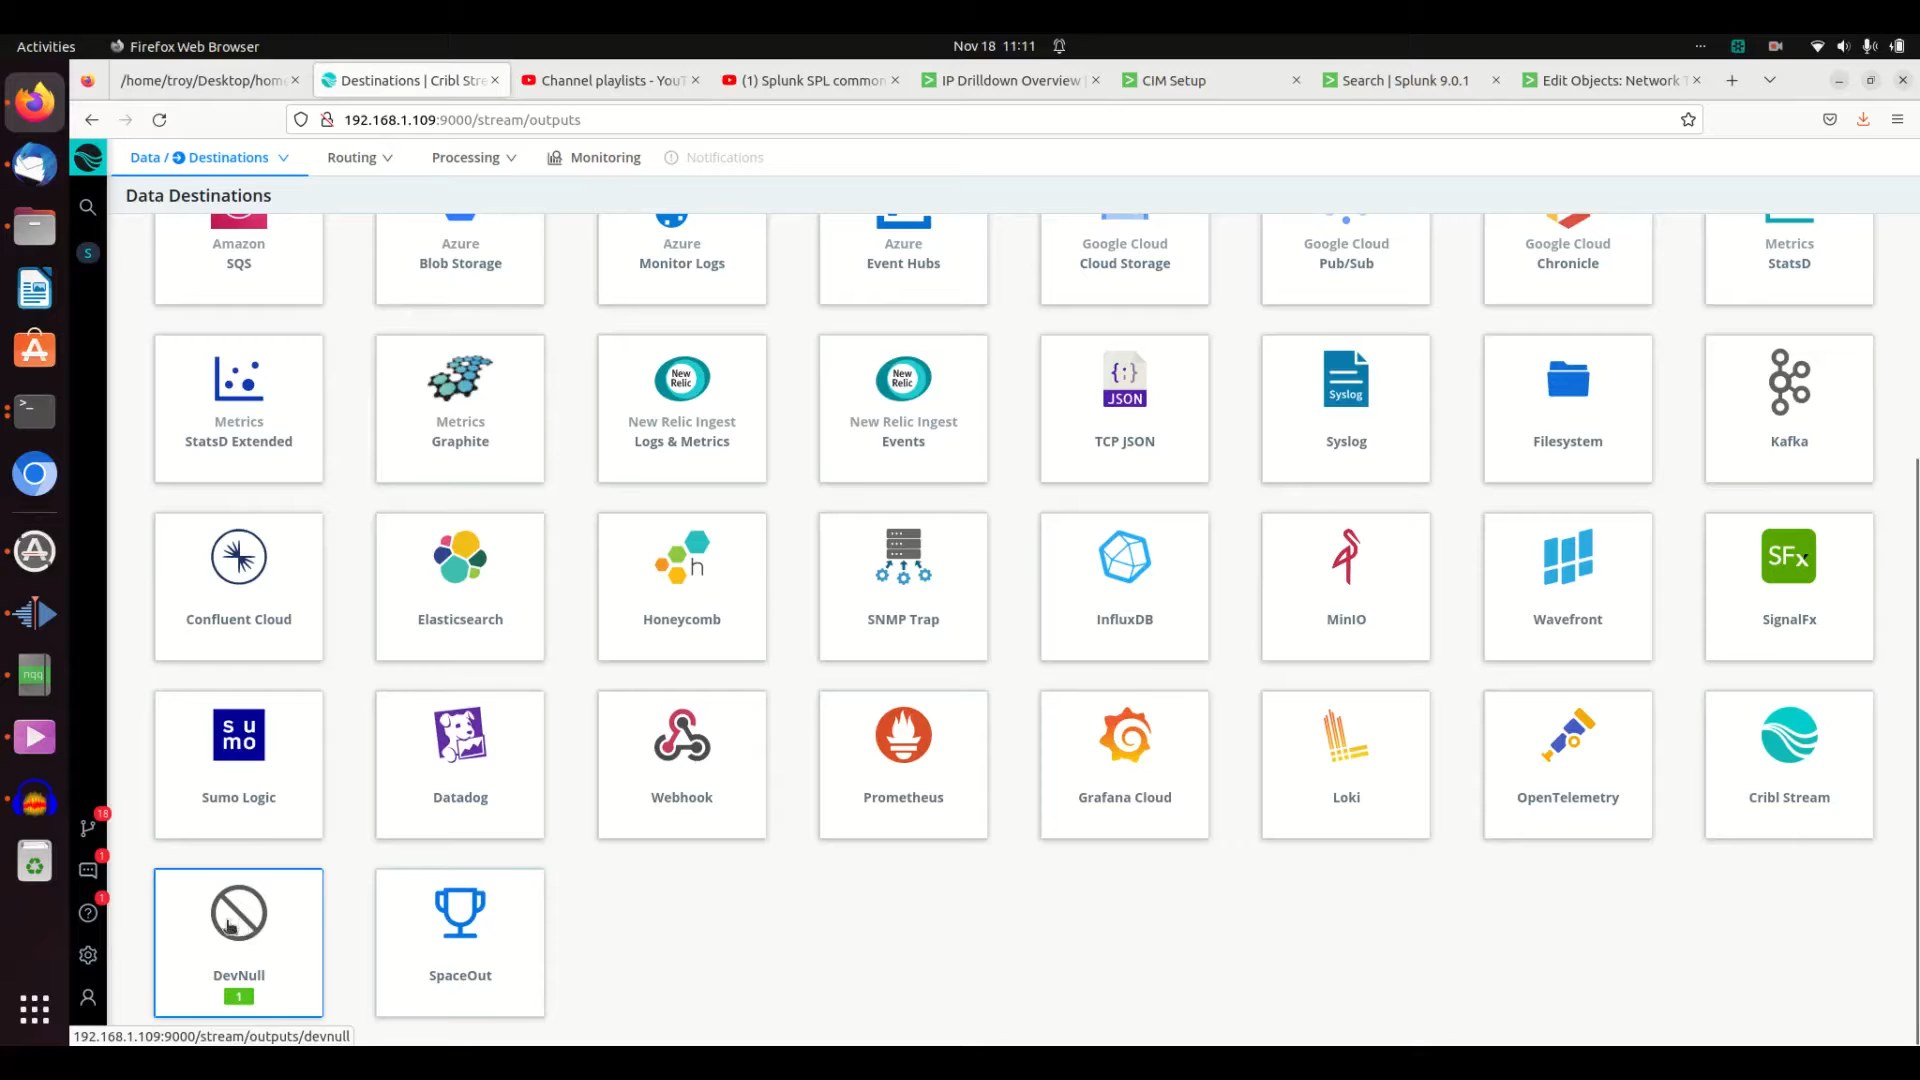 Activities
Firefox Web Browser
Nov 18 11:11
/home/troy/Desktop/home
Destinations | Cribl Stre
Channel playlists - YouT
(1) Splunk SPL common
IP Drilldown Overview |
CIM Setup
Search | Splunk 9.0.1
Edit Objects: Network T
192.168.1.109:9000/stream/outputs
Data / Destinations
Routing
Processing
Monitoring
Notifications
Data Destinations
S
Amazon
SQS
Azure
Blob Storage
Azure
Monitor Logs
Azure
Event Hubs
Google Cloud
Cloud Storage
Google Cloud
Pub/Sub
Google Cloud
Chronicle
Metrics
StatsD
Metrics
StatsD Extended
Metrics
Graphite
New
Relic
New Relic Ingest
Logs & Metrics
New
Relic
New Relic Ingest
Events
{:}
JSON
TCP JSON
Syslog
Syslog
Filesystem
Kafka
Confluent Cloud
Elasticsearch
h
Honeycomb
SNMP Trap
InfluxDB
MinIO
Wavefront
SFx
SignalFx
su
mo
Sumo Logic
Datadog
Webhook
Prometheus
Grafana Cloud
Loki
OpenTelemetry
Cribl Stream
18
1
1
nqq
DevNull
1
SpaceOut
192.168.1.109:9000/stream/outputs/devnull